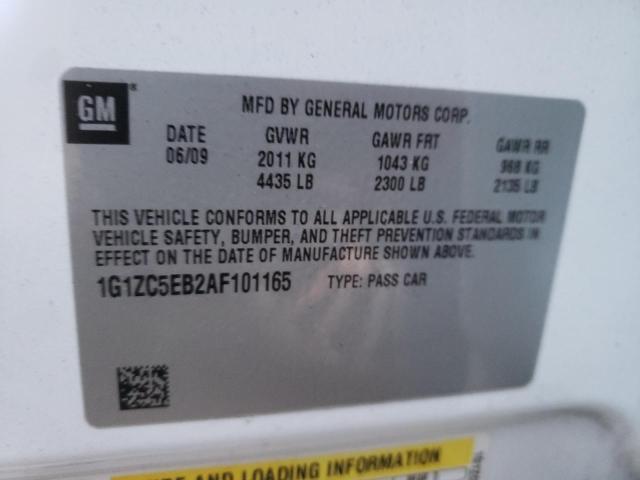 GM
®
MFD BY GENERAL MOTORS CORP.
DATE GVWR GAWR FRT GAWR RR
06/09 2011 KG 1043 KG 968 KG
4435 LB 2300 LB 2135 LB
THIS VEHICLE CONFORMS TO ALL APPLICABLE U.S. FEDERAL MOTOR
VEHICLE SAFETY, BUMPER, AND THEFT PREVENTION STANDARDS IN
EFFECT ON THE DATE OF MANUFACTURE SHOWN ABOVE.
1G1ZC5EB2AF101165 TYPE: PASS CAR
AND LOADING INFORMATION